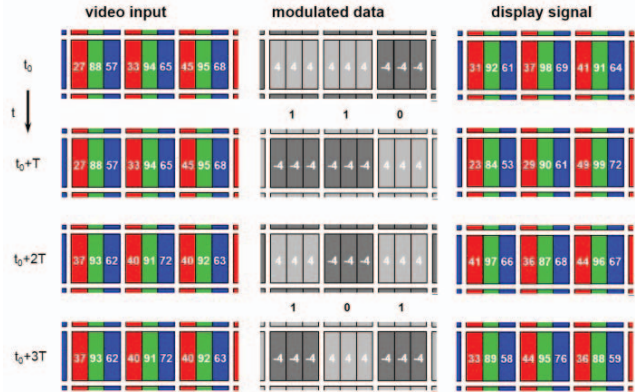 video input modulated data display signal
t0 27 88 57 33 94 65 45 95 68 4 4 4 4 4 4 -4 -4 -4 31 92 61 37 98 69 41 91 64
t 1 1 0
t0+T 27 88 57 33 94 65 45 95 68 -4 -4 -4 -4 -4 -4 4 4 4 23 84 53 29 90 61 49 99 72
t0+2T 37 93 62 40 91 72 40 92 63 4 4 4 -4 -4 -4 4 4 4 41 97 66 36 87 68 44 96 67
1 0 1
t0+3T 37 93 62 40 91 72 40 92 63 -4 -4 -4 4 4 4 -4 -4 -4 33 89 58 44 95 76 36 88 59